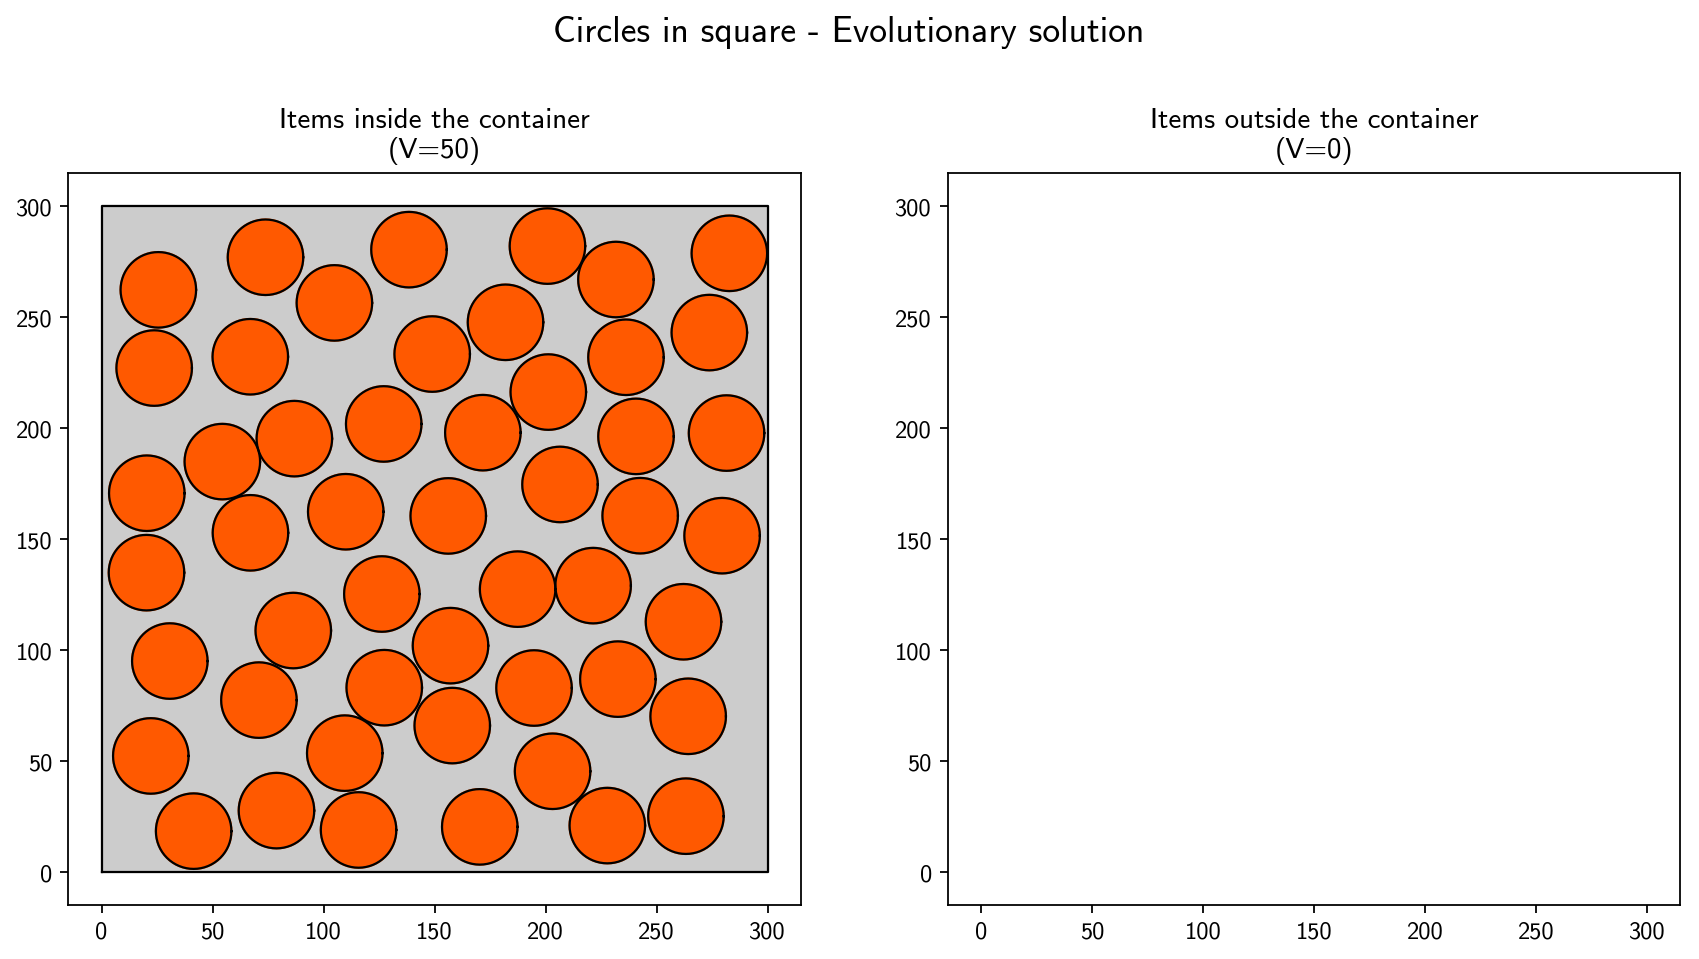 Circles in square - Evolutionary solution
Items inside the container
(V=50)
300
250
200
150
100
50
0
0 50 100 150 200 250 300
Items outside the container
(V=0)
300
250
200
150
100
50
0
0 50 100 150 200 250 300